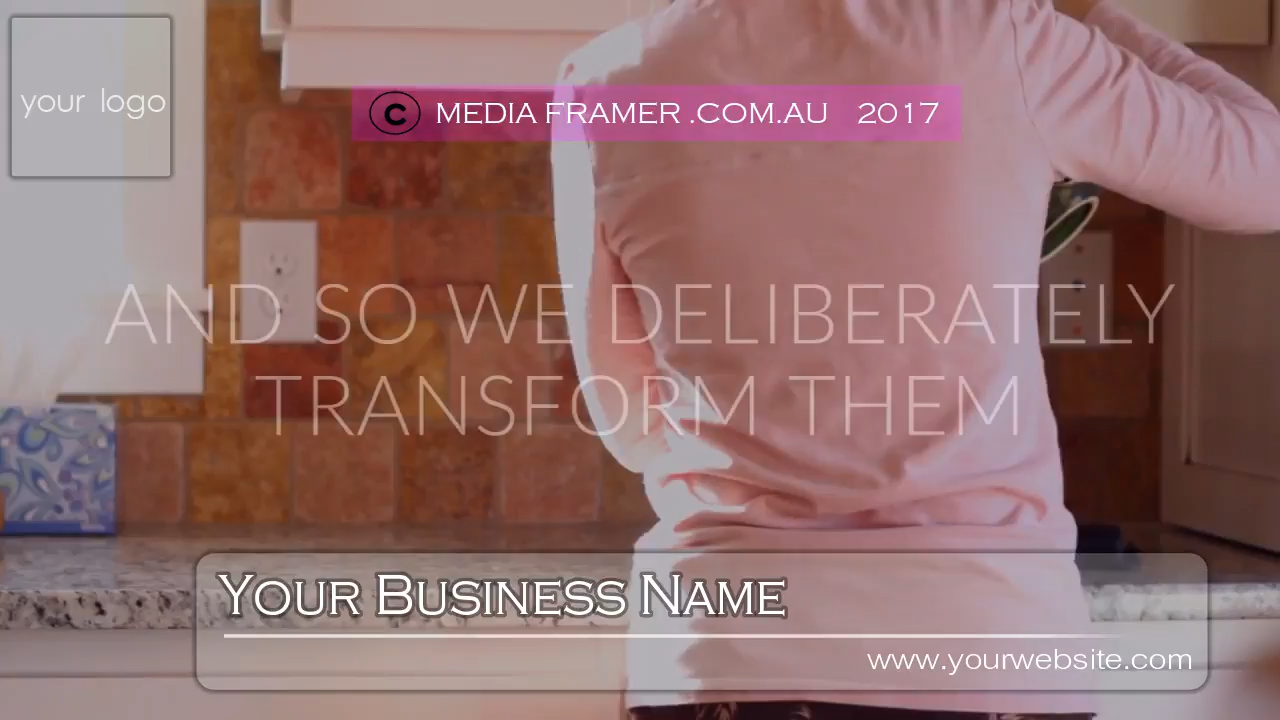 your logo
© MEDIA FRAMER .COM.AU 2017
AND SO WE DELIBERATELY
TRANSFORM THEM
YOUR BUSINESS NAME
www.yourwebsite.com